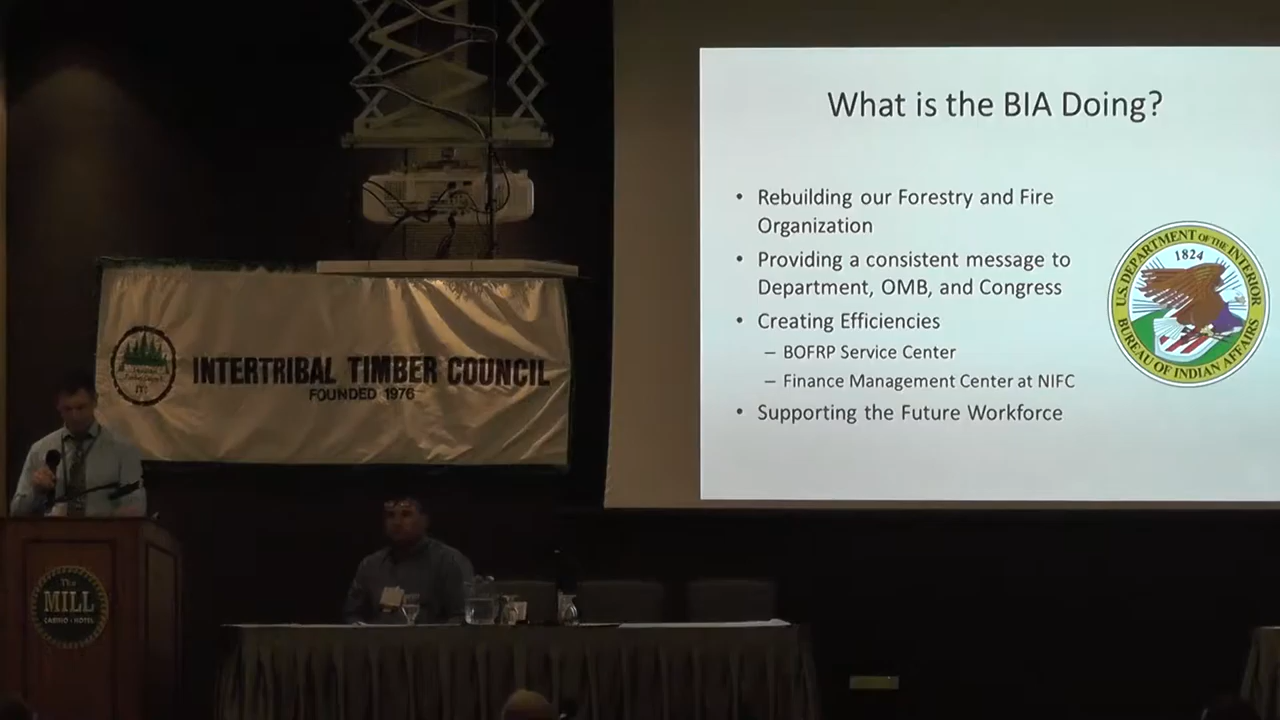 What is the BIA Doing?
• Rebuilding our Forestry and Fire
Organization
• Providing a consistent message to
Department, OMB, and Congress
• Creating Efficiencies
– BOFRP Service Center
– Finance Management Center at NIFC
• Supporting the Future Workforce
U.S. DEPARTMENT OF THE INTERIOR
1824
BUREAU OF INDIAN AFFAIRS
INTERTRIBAL TIMBER COUNCIL
FOUNDED 1976
The
MILL
CASINO • HOTEL